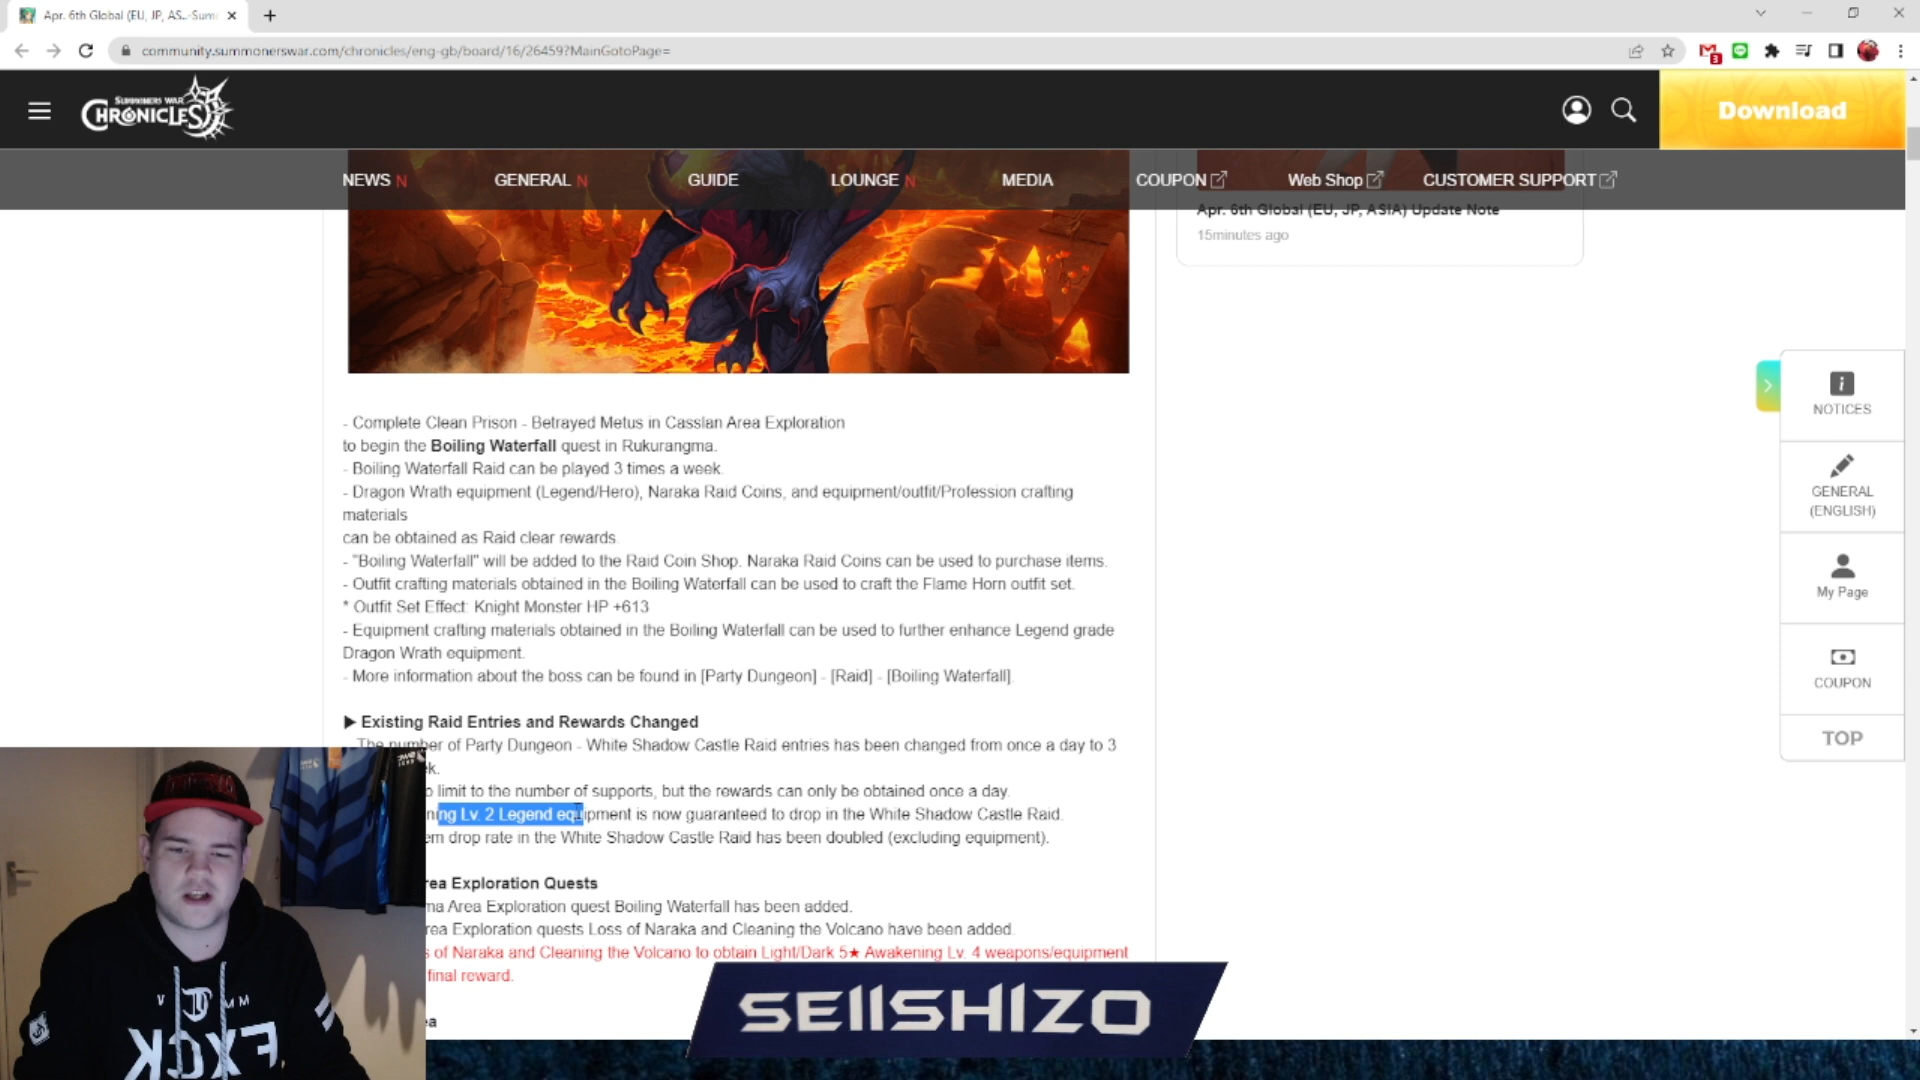 Apr. 6th Global (EU, JP, AS...-Sum
community.summonerswar.com/chronicles/eng-gb/board/16/26459?MainGotoPage=
3
SUMMONERS WAR
CHRONICLES
Download
NEWS N
GENERAL N
GUIDE
LOUNGE N
MEDIA
COUPON
Web Shop
CUSTOMER SUPPORT
Apr. 6th Global (EU, JP, ASIA) Update Note
15minutes ago
- Complete Clean Prison - Betrayed Metus in Casslan Area Exploration
to begin the Boiling Waterfall quest in Rukurangma.
- Boiling Waterfall Raid can be played 3 times a week.
- Dragon Wrath equipment (Legend/Hero), Naraka Raid Coins, and equipment/outfit/Profession crafting
materials
can be obtained as Raid clear rewards.
- "Boiling Waterfall" will be added to the Raid Coin Shop. Naraka Raid Coins can be used to purchase items.
- Outfit crafting materials obtained in the Boiling Waterfall can be used to craft the Flame Horn outfit set.
* Outfit Set Effect: Knight Monster HP +613
- Equipment crafting materials obtained in the Boiling Waterfall can be used to further enhance Legend grade
Dragon Wrath equipment.
- More information about the boss can be found in [Party Dungeon] - [Raid] - [Boiling Waterfall].
▶ Existing Raid Entries and Rewards Changed
The number of Party Dungeon - White Shadow Castle Raid entries has been changed from once a day to 3
ek.
o limit to the number of supports, but the rewards can only be obtained once a day.
ning Lv. 2 Legend equipment is now guaranteed to drop in the White Shadow Castle Raid.
em drop rate in the White Shadow Castle Raid has been doubled (excluding equipment).
rea Exploration Quests
ma Area Exploration quest Boiling Waterfall has been added.
rea Exploration quests Loss of Naraka and Cleaning the Volcano have been added.
s of Naraka and Cleaning the Volcano to obtain Light/Dark 5★ Awakening Lv. 4 weapons/equipment
final reward.
ea
NOTICES
GENERAL
(ENGLISH)
My Page
COUPON
TOP
SEIISHIZO